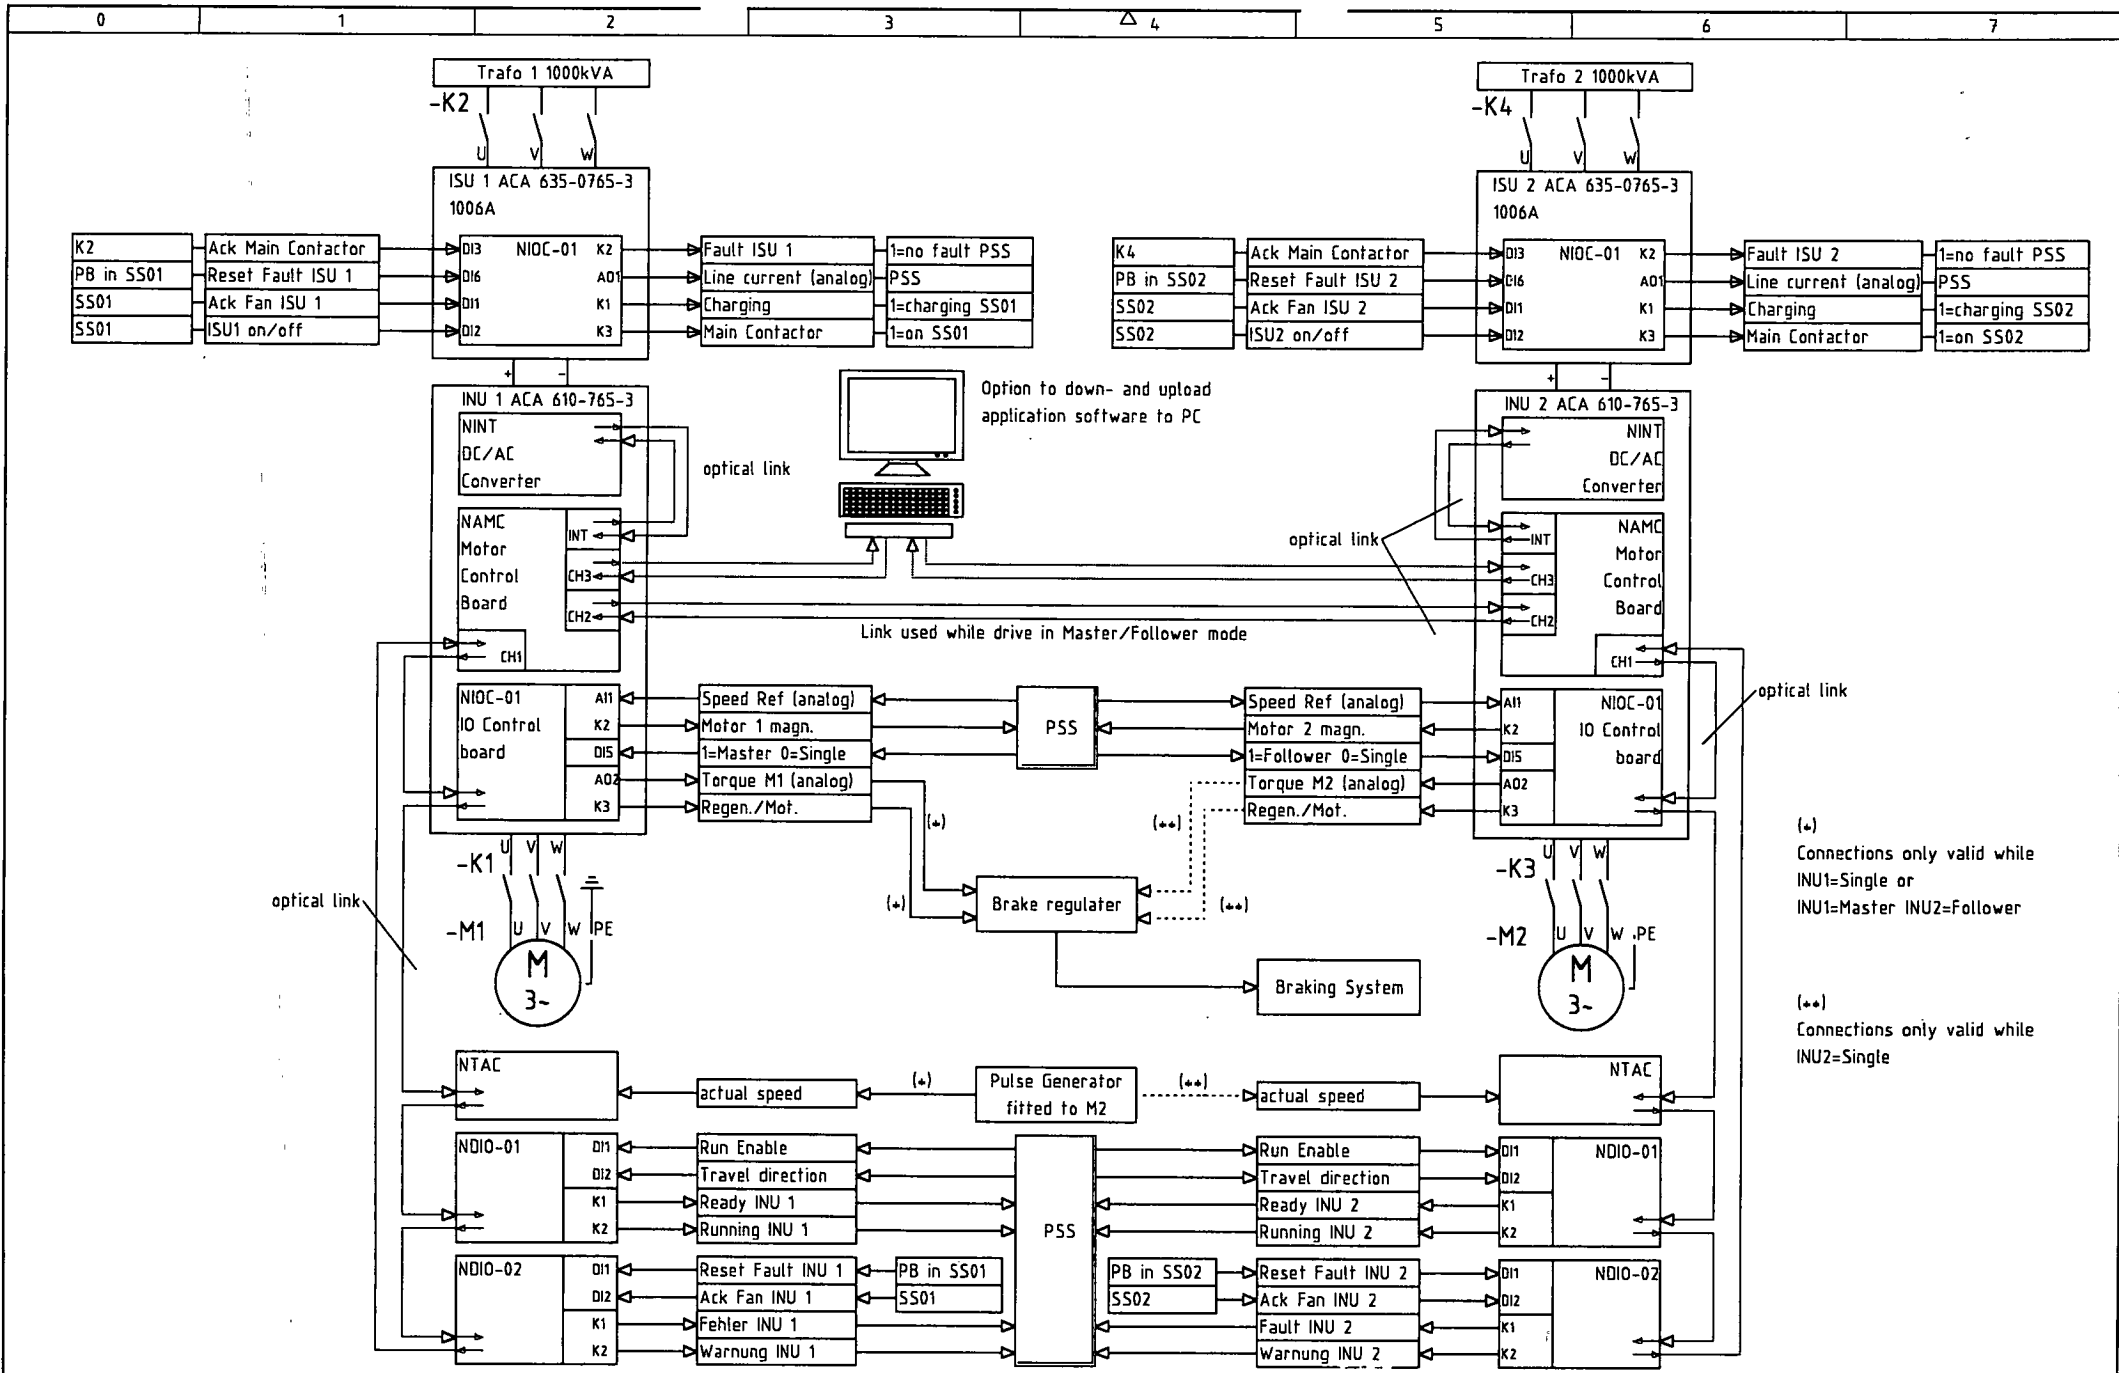 0 1 2 3 4 5 6 7
Trafo 1 1000kVA
-K2
U V W
ISU 1 ACA 635-0765-3
1006A
NIOC-01
K2 Ack Main Contactor DI3
PB in SS01 Reset Fault ISU 1 DI6
SS01 Ack Fan ISU 1 DI1
SS01 ISU1 on/off DI2
K2 Fault ISU 1 1=no fault PSS
AO1 Line current (analog) PSS
K1 Charging 1=charging SS01
K3 Main Contactor 1=on SS01
+ -
Trafo 2 1000kVA
-K4
U V W
ISU 2 ACA 635-0765-3
1006A
NIOC-01
K4 Ack Main Contactor DI3
PB in SS02 Reset Fault ISU 2 DI6
SS02 Ack Fan ISU 2 DI1
SS02 ISU2 on/off DI2
K2 Fault ISU 2 1=no fault PSS
AO1 Line current (analog) PSS
K1 Charging 1=charging SS02
K3 Main Contactor 1=on SS02
+ -
INU 1 ACA 610-765-3
NINT
DC/AC
Converter
optical link
NAMC
Motor
Control
Board
INT
CH3
CH2
CH1
Option to down- and upload
application software to PC
optical link
Link used while drive in Master/Follower mode
INU 2 ACA 610-765-3
NINT
DC/AC
Converter
NAMC
Motor
Control
Board
INT
CH3
CH2
CH1
NIOC-01
IO Control
board
AI1 Speed Ref (analog)
K2 Motor 1 magn.
DI5 1=Master 0=Single
AO2 Torque M1 (analog)
K3 Regen./Mot.
PSS
Speed Ref (analog) AI1
Motor 2 magn. K2
1=Follower 0=Single DI5
Torque M2 (analog) AO2
Regen./Mot. K3
NIOC-01
IO Control
board
optical link
(*)
(**)
(*)
(**)
Brake regulater
Braking System
-K1
U V W
-M1
U V W PE
M
3~
optical link
-K3
U V W
-M2
U V W PE
M
3~
(*)
Connections only valid while
INU1=Single or
INU1=Master INU2=Follower
(**)
Connections only valid while
INU2=Single
NTAC
actual speed
(*)
Pulse Generator
fitted to M2
(**)
actual speed
NTAC
NDIO-01
DI1 Run Enable
DI2 Travel direction
K1 Ready INU 1
K2 Running INU 1
PSS
Run Enable DI1
Travel direction DI2
Ready INU 2 K1
Running INU 2 K2
NDIO-01
NDIO-02
DI1 Reset Fault INU 1 PB in SS01
DI2 Ack Fan INU 1 SS01
K1 Fehler INU 1
K2 Warnung INU 1
PB in SS02 Reset Fault INU 2 DI1
SS02 Ack Fan INU 2 DI2
Fault INU 2 K1
Warnung INU 2 K2
NDIO-02